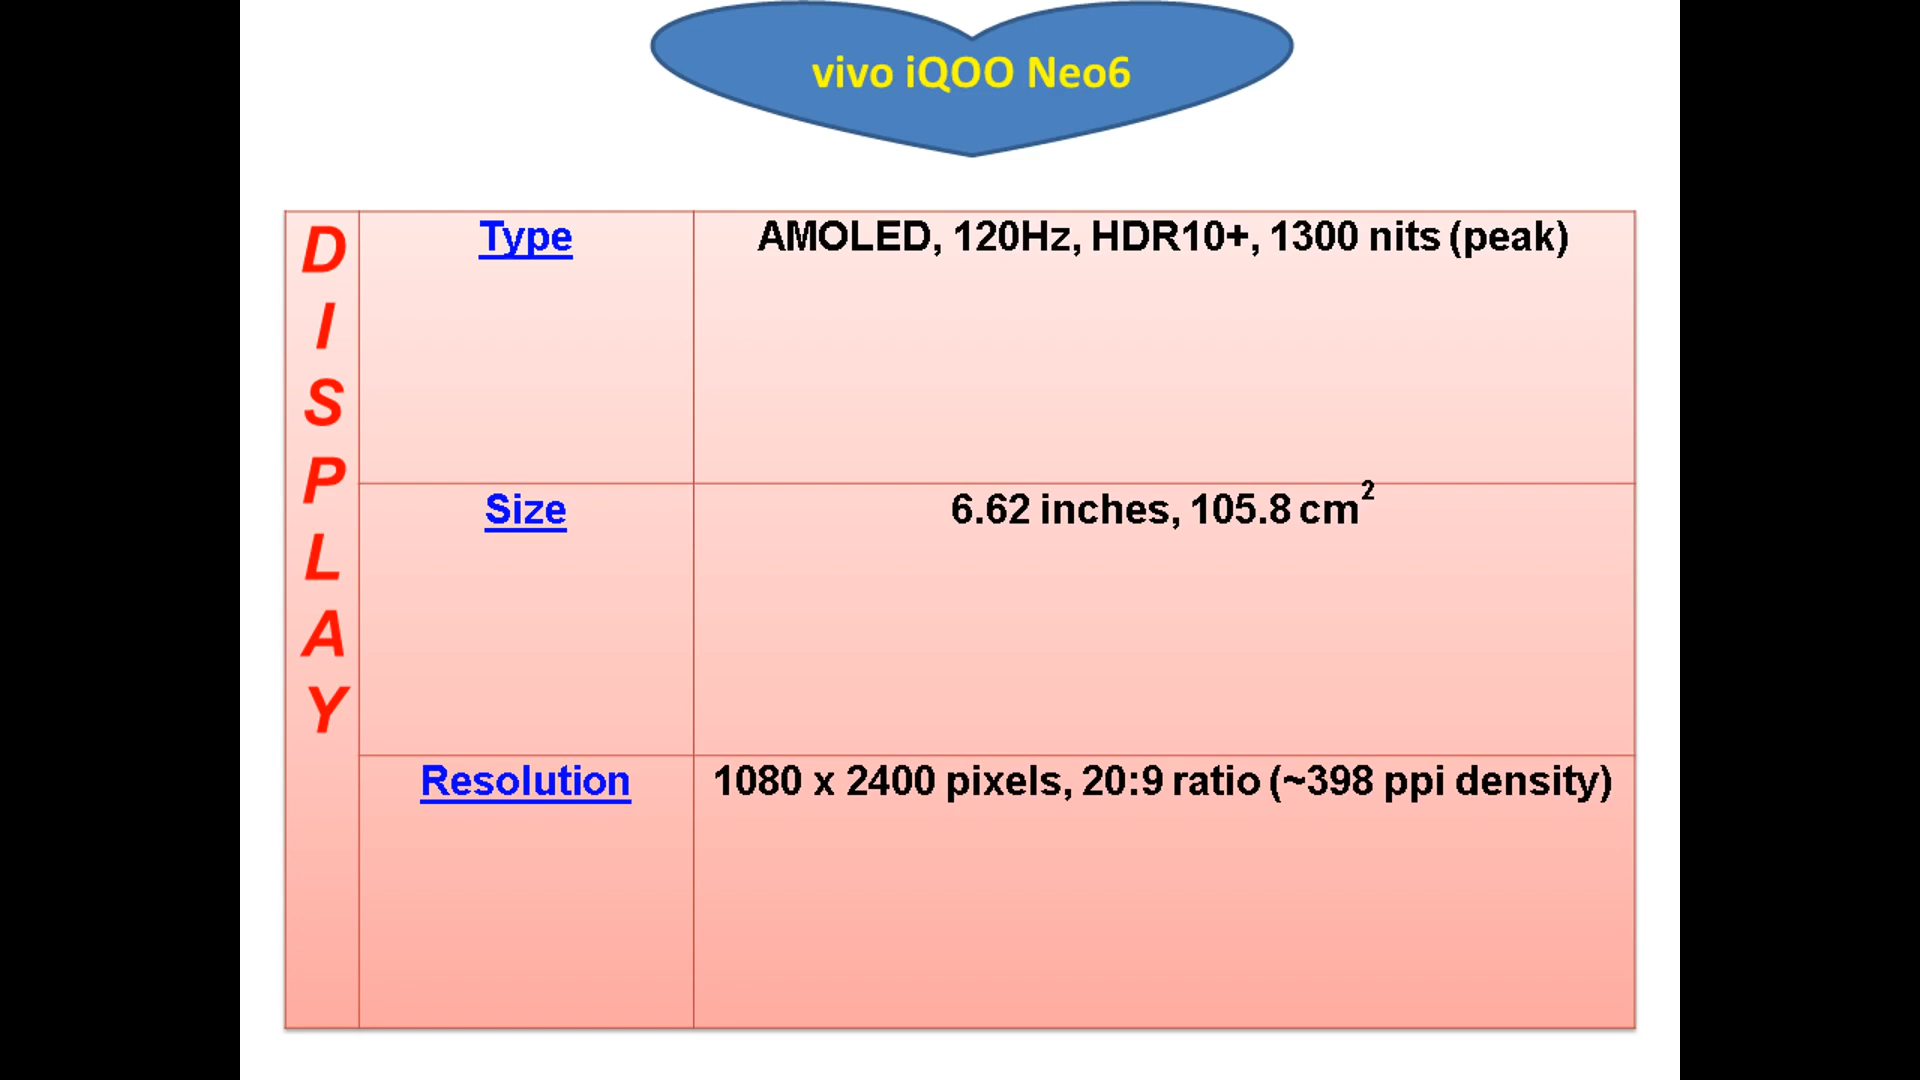 vivo iQOO Neo6
D
I
S
P
L
A
Y
Type
AMOLED, 120Hz, HDR10+, 1300 nits (peak)
Size
6.62 inches, 105.8 cm²
Resolution
1080 x 2400 pixels, 20:9 ratio (~398 ppi density)